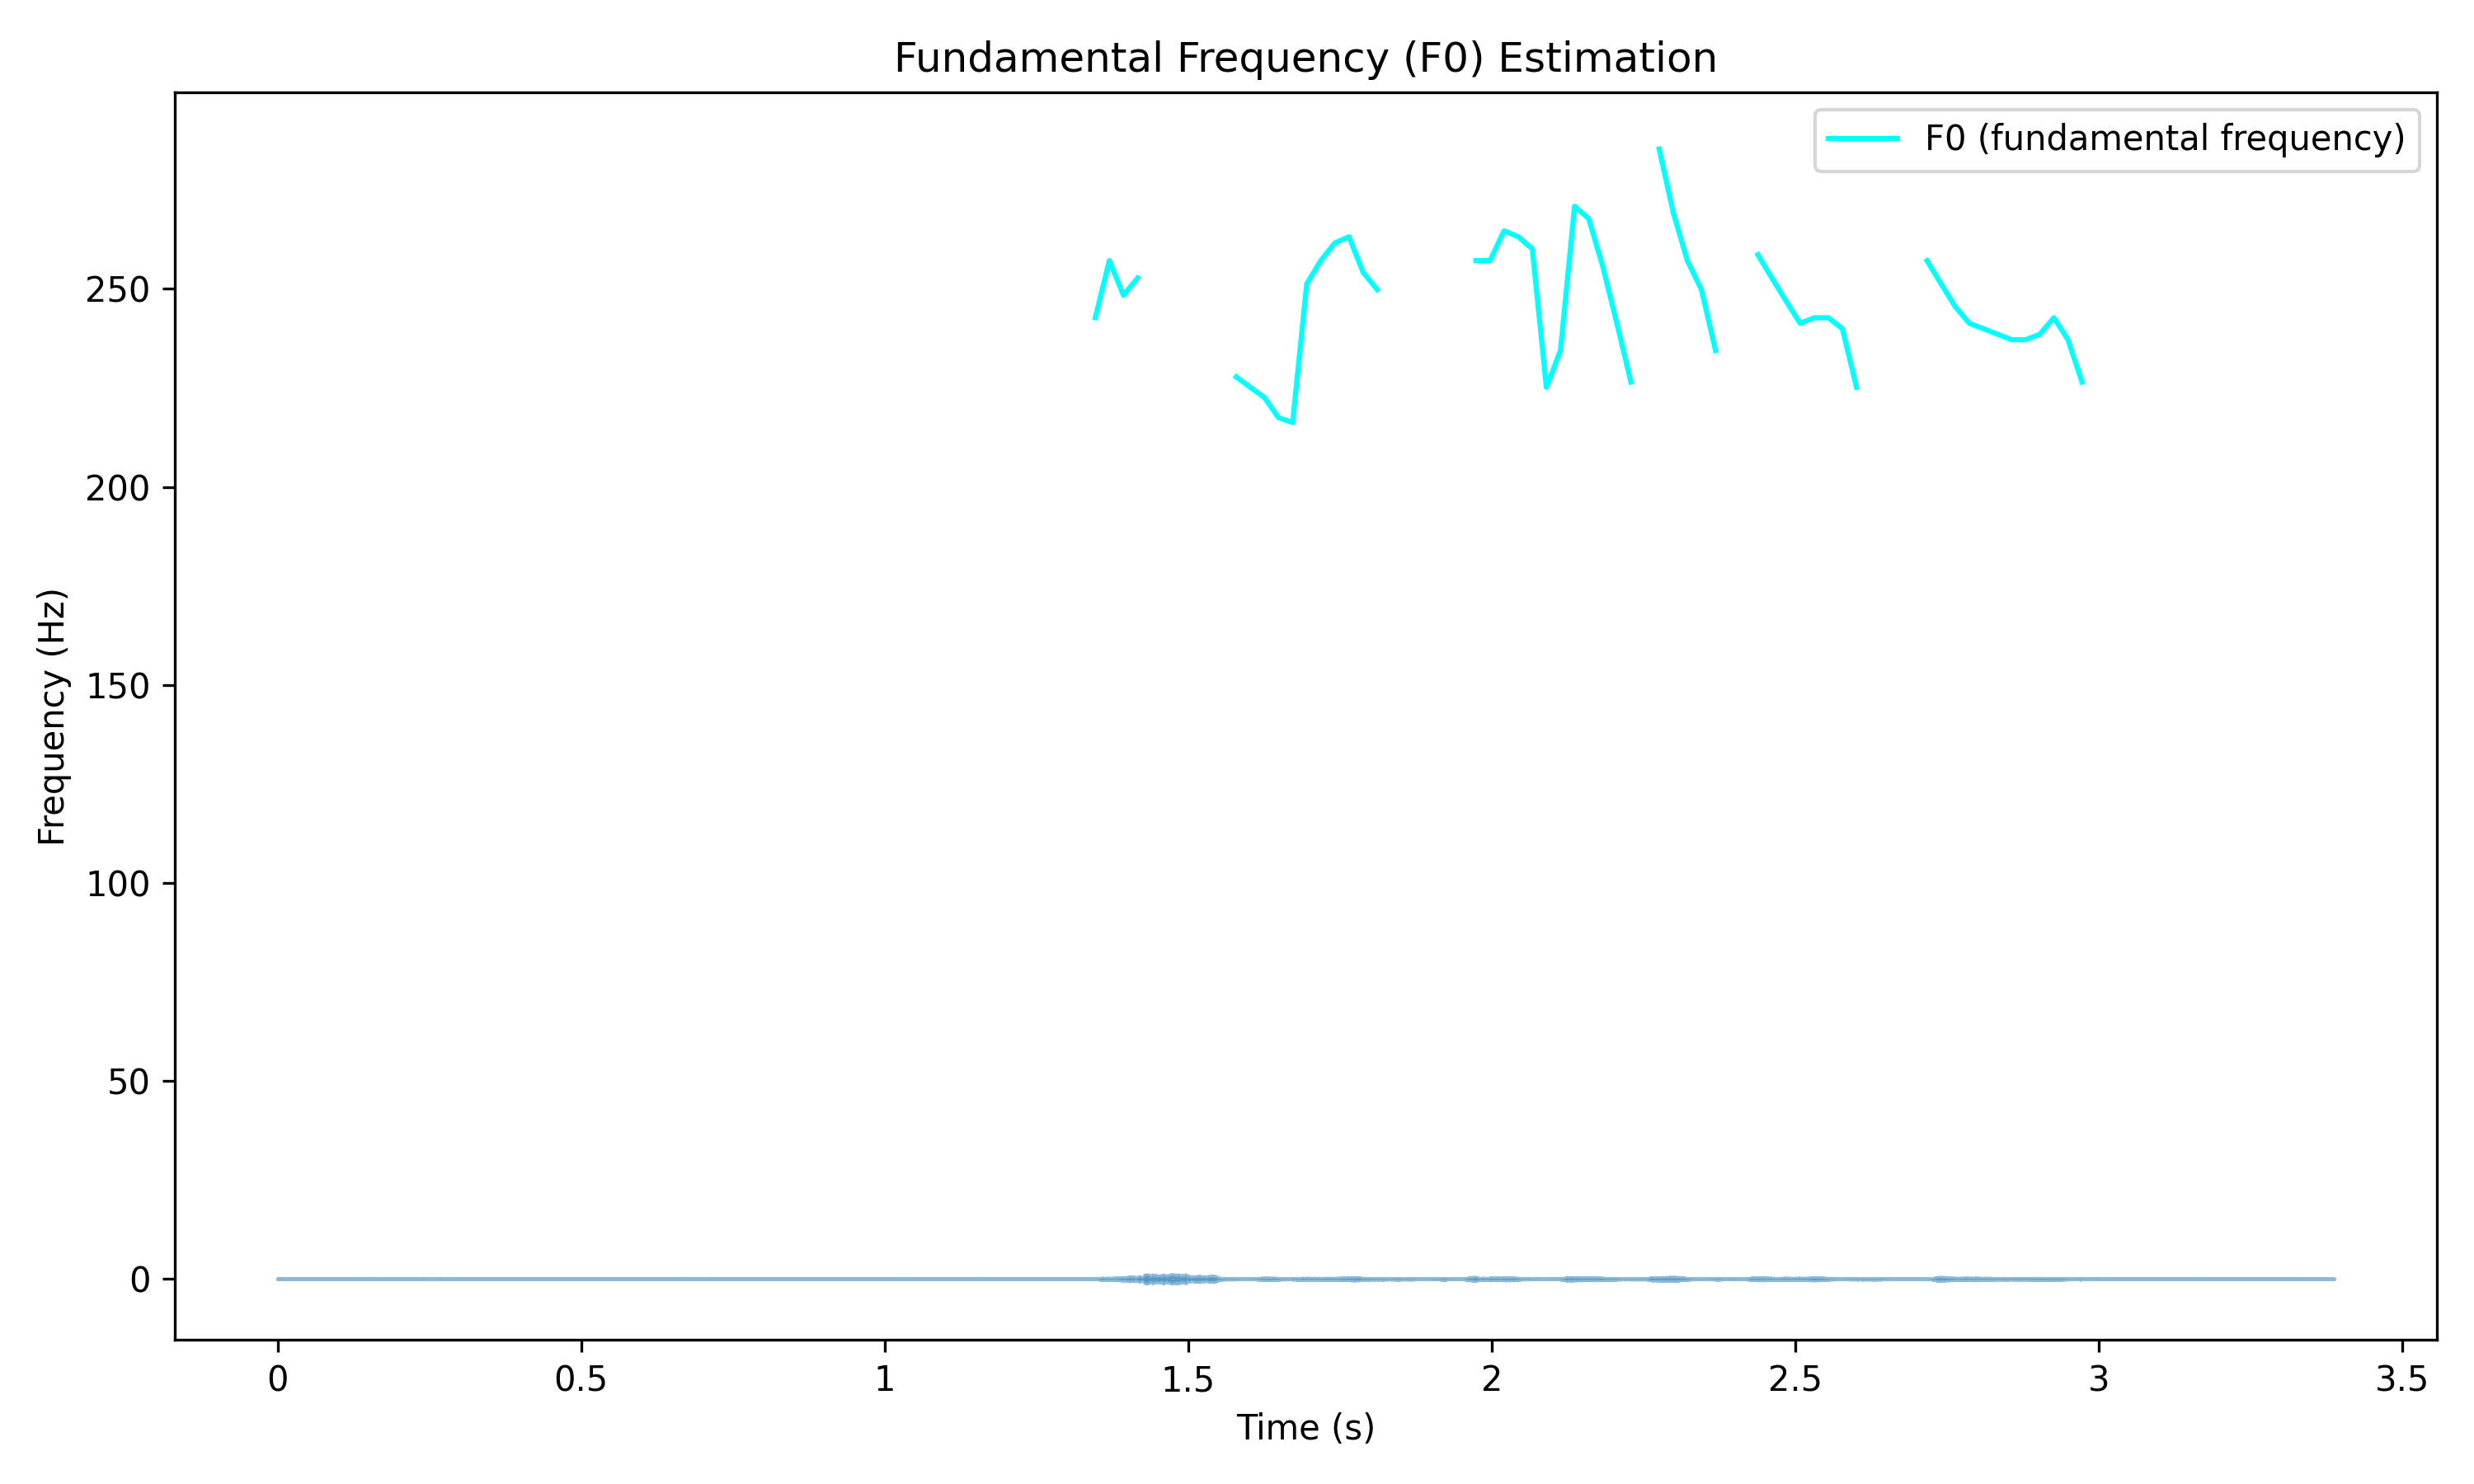 Fundamental Frequency (F0) Estimation
F0 (fundamental frequency)
Frequency (Hz)
250
200
150
100
50
0
0 0.5 1 1.5 2 2.5 3 3.5
Time (s)